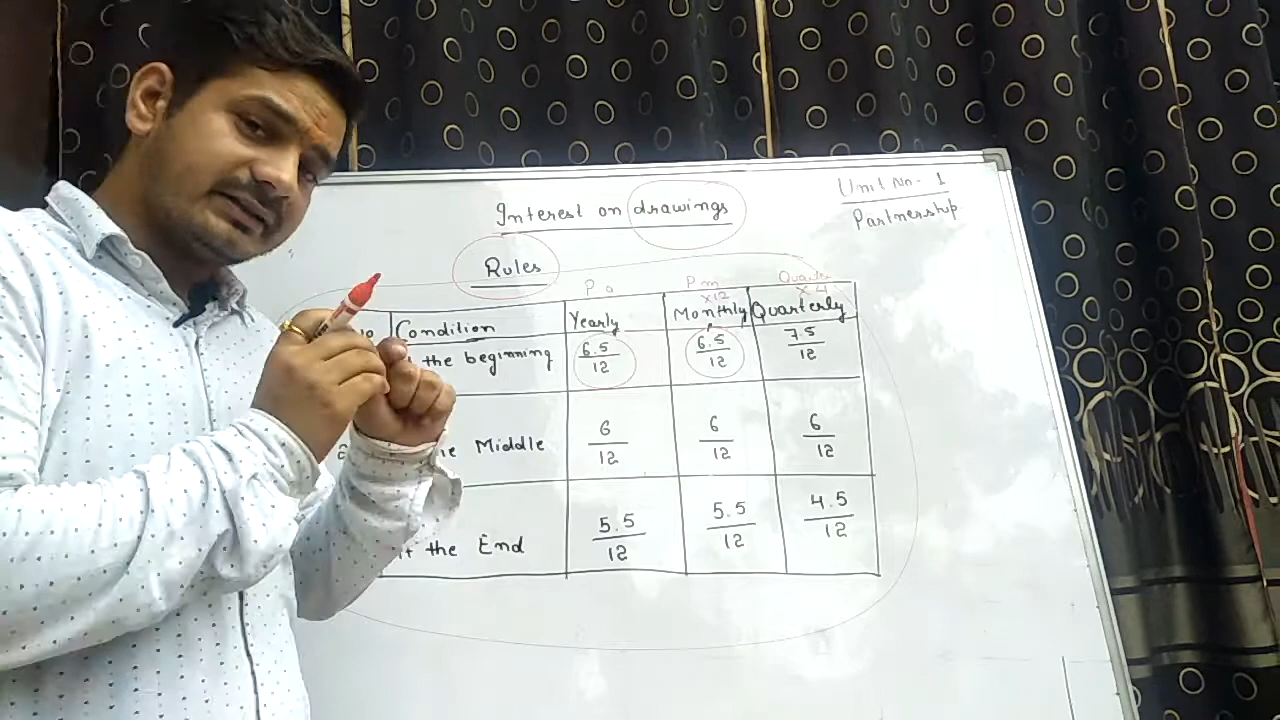 Unit No- 1
Partnership
Interest on drawings
Rules
P a P m
X12 X 4
Condition Yearly Monthly Quarterly
the beginning 6.5/12 6.5/12 7.5/12
Middle 6/12 6/12 6/12
the End 5.5/12 5.5/12 4.5/12